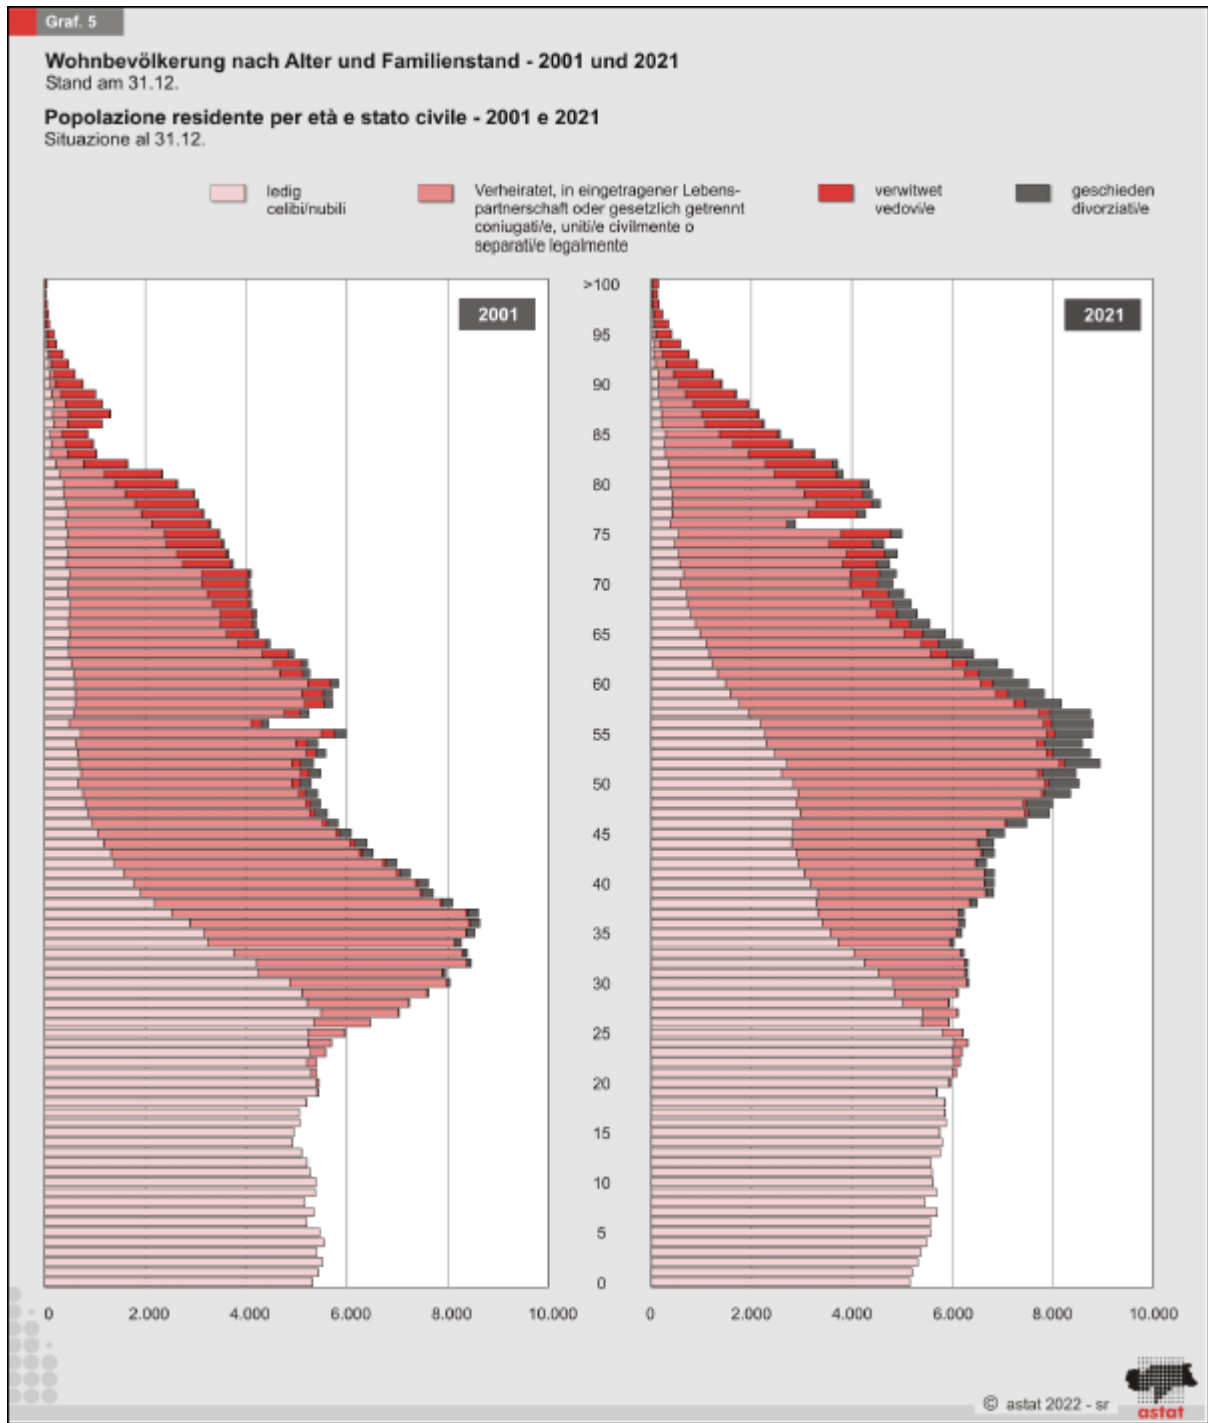 Graf. 5
Wohnbevölkerung nach Alter und Familienstand - 2001 und 2021
Stand am 31.12.
Popolazione residente per età e stato civile - 2001 e 2021
Situazione al 31.12.
ledig
celibi/nubili
Verheiratet, in eingetragener Lebens-
partnerschaft oder gesetzlich getrennt
coniugati/e, uniti/e civilmente o
separati/e legalmente
verwitwet
vedovi/e
geschieden
divorziati/e
2001
2021
>100
95
90
85
80
75
70
65
60
55
50
45
40
35
30
25
20
15
10
5
0
0 2.000 4.000 6.000 8.000 10.000
0 2.000 4.000 6.000 8.000 10.000
© astat 2022 - sr
astat